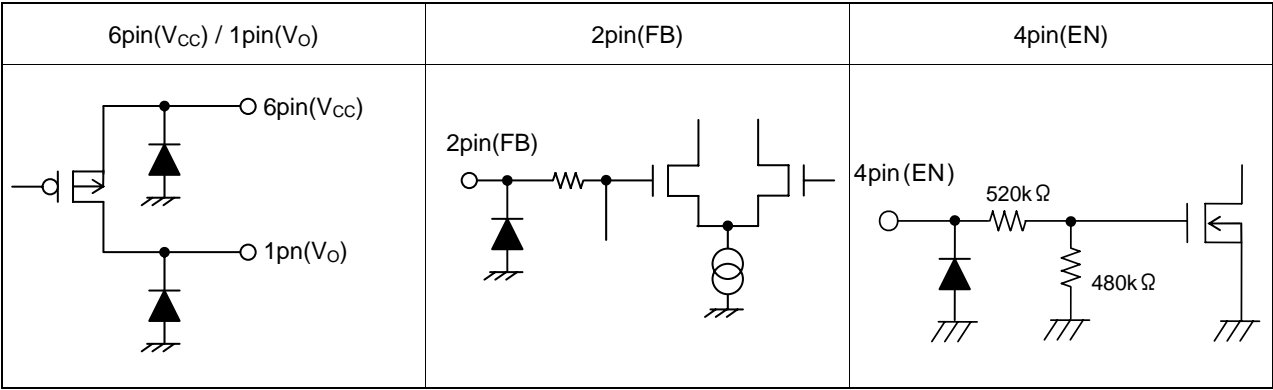 6pin(VCC) / 1pin(VO)
2pin(FB)
4pin(EN)
6pin(VCC)
1pn(VO)
2pin(FB)
4pin(EN)
520kΩ
480kΩ